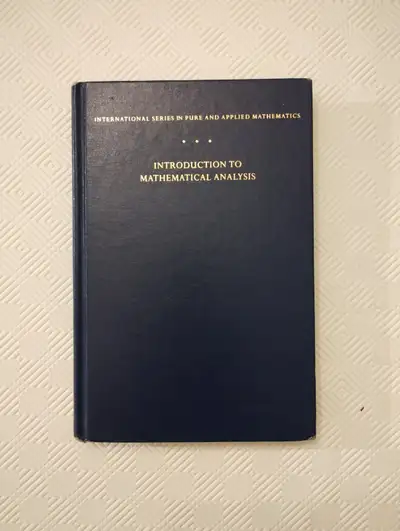 INTERNATIONAL SERIES IN PURE AND APPLIED MATHEMATICS
INTRODUCTION TO
MATHEMATICAL ANALYSIS